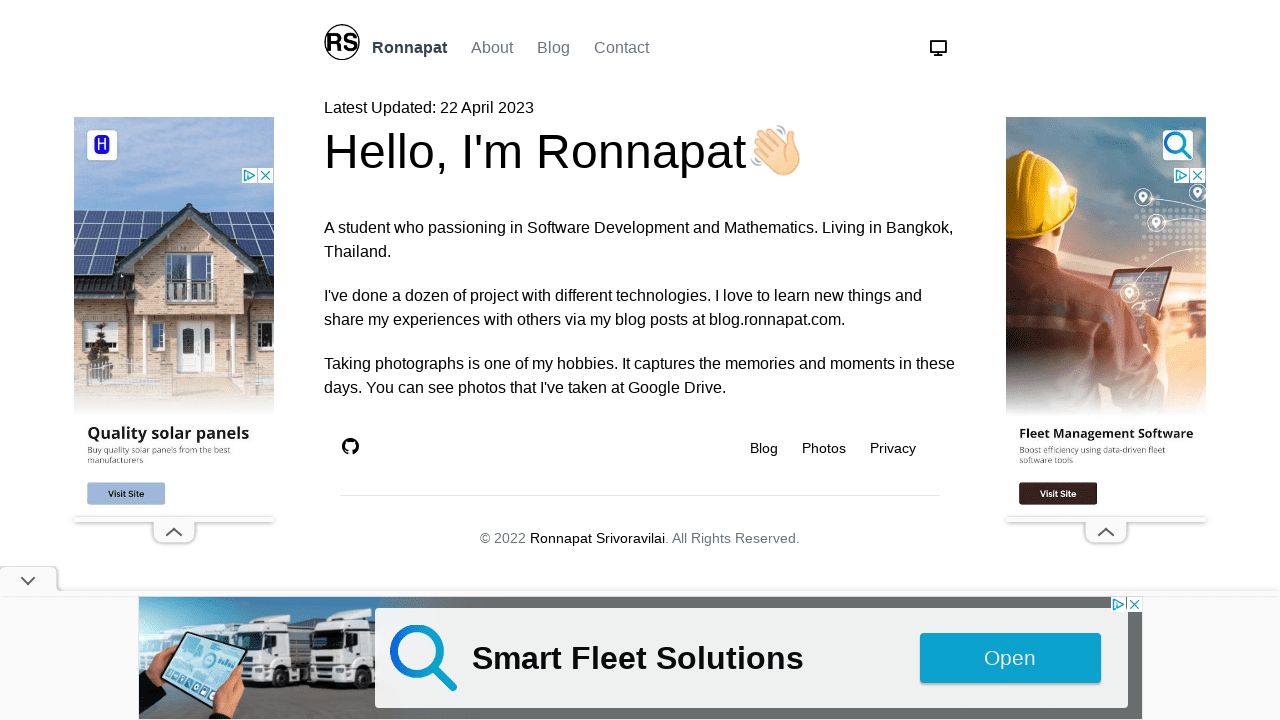 RS
Ronnapat
About
Blog
Contact
Latest Updated: 22 April 2023
Hello, I'm Ronnapat
A student who passioning in Software Development and Mathematics. Living in Bangkok,
Thailand.
I've done a dozen of project with different technologies. I love to learn new things and
share my experiences with others via my blog posts at blog.ronnapat.com.
Taking photographs is one of my hobbies. It captures the memories and moments in these
days. You can see photos that I've taken at Google Drive.
Blog
Photos
Privacy
© 2022 Ronnapat Srivoravilai. All Rights Reserved.
H
Quality solar panels
Buy quality solar panels from the best
manufacturers
Visit Site
Fleet Management Software
Boost efficiency using data-driven fleet
software tools
Visit Site
Smart Fleet Solutions
Open